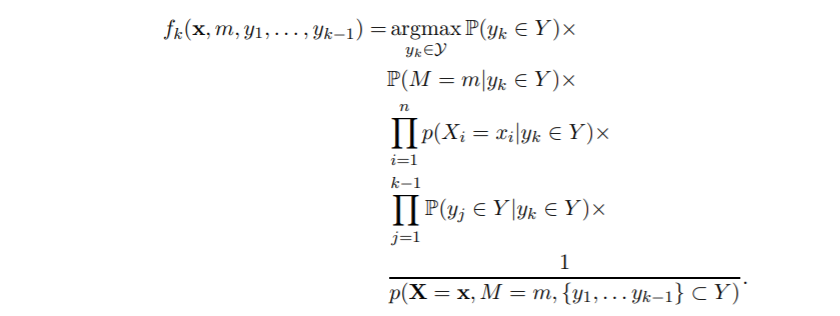 f_k(𝐱, m, y_1, …, y_{k−1}) = argmax_{y_k∈𝒴} ℙ(y_k ∈ Y)×
ℙ(M = m|y_k ∈ Y)×
∏_{i=1}^{n} p(X_i = x_i|y_k ∈ Y)×
∏_{j=1}^{k−1} ℙ(y_j ∈ Y|y_k ∈ Y)×
1
p(𝐗 = 𝐱, M = m, {y_1, … y_{k−1}} ⊂ Y).